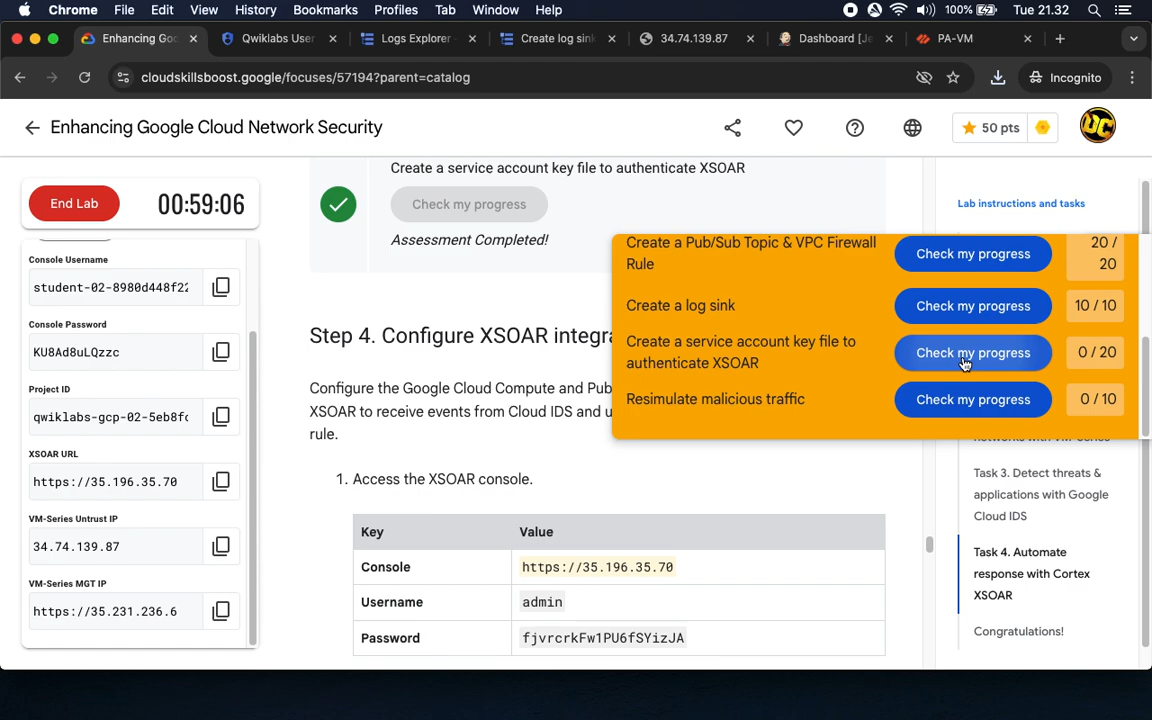 Chrome File Edit View History Bookmarks Profiles Tab Window Help 100% Tue 21.32
Enhancing Goo Qwiklabs User Logs Explorer - Create log sink 34.74.139.87 Dashboard [Je PA-VM
cloudskillsboost.google/focuses/57194?parent=catalog Incognito
Enhancing Google Cloud Network Security 50 pts
End Lab 00:59:06
Console Username
student-02-8980d448f22
Console Password
KU8Ad8uLQzzc
Project ID
qwiklabs-gcp-02-5eb8fc
XSOAR URL
https://35.196.35.70
VM-Series Untrust IP
34.74.139.87
VM-Series MGT IP
https://35.231.236.6
Create a service account key file to authenticate XSOAR
Check my progress
Assessment Completed!
Step 4. Configure XSOAR integra
Configure the Google Cloud Compute and Pub
XSOAR to receive events from Cloud IDS and u
rule.
1. Access the XSOAR console.
Key Value
Console https://35.196.35.70
Username admin
Password fjvrcrkFw1PU6fSYizJA
Create a Pub/Sub Topic & VPC Firewall
Rule
Check my progress
20 /
20
Create a log sink Check my progress 10 / 10
Create a service account key file to
authenticate XSOAR
Check my progress 0 / 20
Resimulate malicious traffic Check my progress 0 / 10
Lab instructions and tasks
networks with VM-Series
Task 3. Detect threats &
applications with Google
Cloud IDS
Task 4. Automate
response with Cortex
XSOAR
Congratulations!